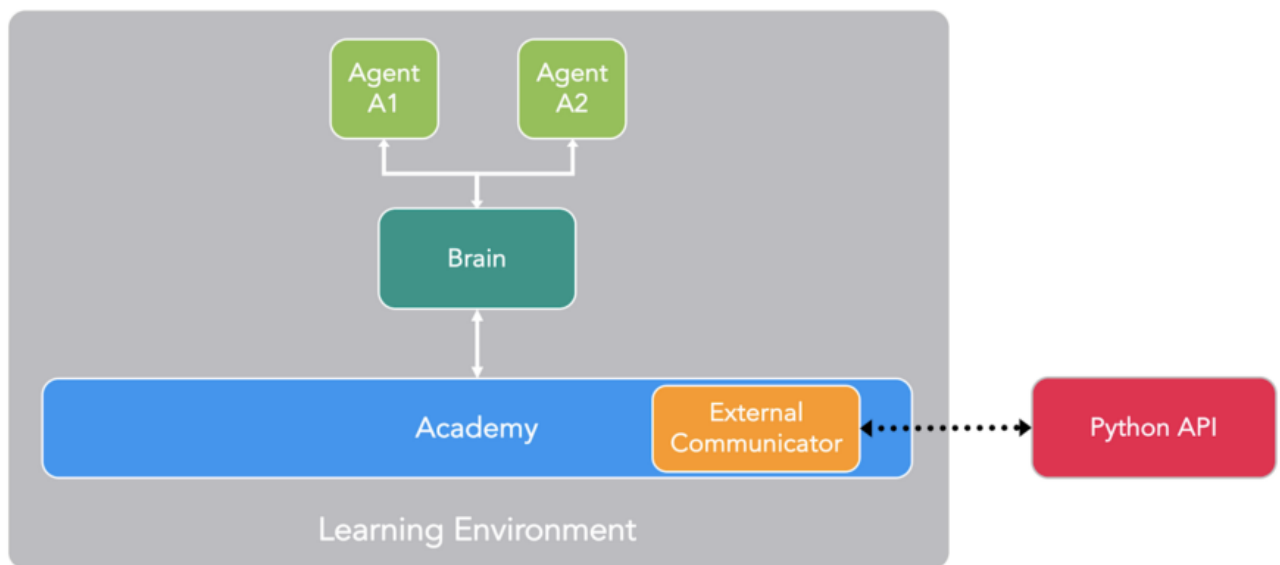 Agent
A1
Agent
A2
Brain
Academy
External
Communicator
Python API
Learning Environment